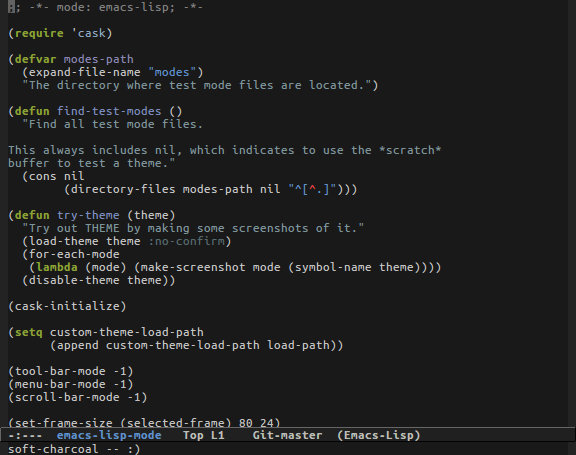 ;; -*- mode: emacs-lisp; -*-

(require 'cask)

(defvar modes-path
  (expand-file-name "modes")
  "The directory where test mode files are located.")

(defun find-test-modes ()
  "Find all test mode files.

This always includes nil, which indicates to use the *scratch*
buffer to test a theme."
  (cons nil
        (directory-files modes-path nil "^[^.]")))

(defun try-theme (theme)
  "Try out THEME by making some screenshots of it."
  (load-theme theme :no-confirm)
  (for-each-mode
   (lambda (mode) (make-screenshot mode (symbol-name theme))))
  (disable-theme theme))

(cask-initialize)

(setq custom-theme-load-path
      (append custom-theme-load-path load-path))

(tool-bar-mode -1)
(menu-bar-mode -1)
(scroll-bar-mode -1)

(set-frame-size (selected-frame) 80 24)
-:---  emacs-lisp-mode   Top L1    Git-master  (Emacs-Lisp)
soft-charcoal -- :)